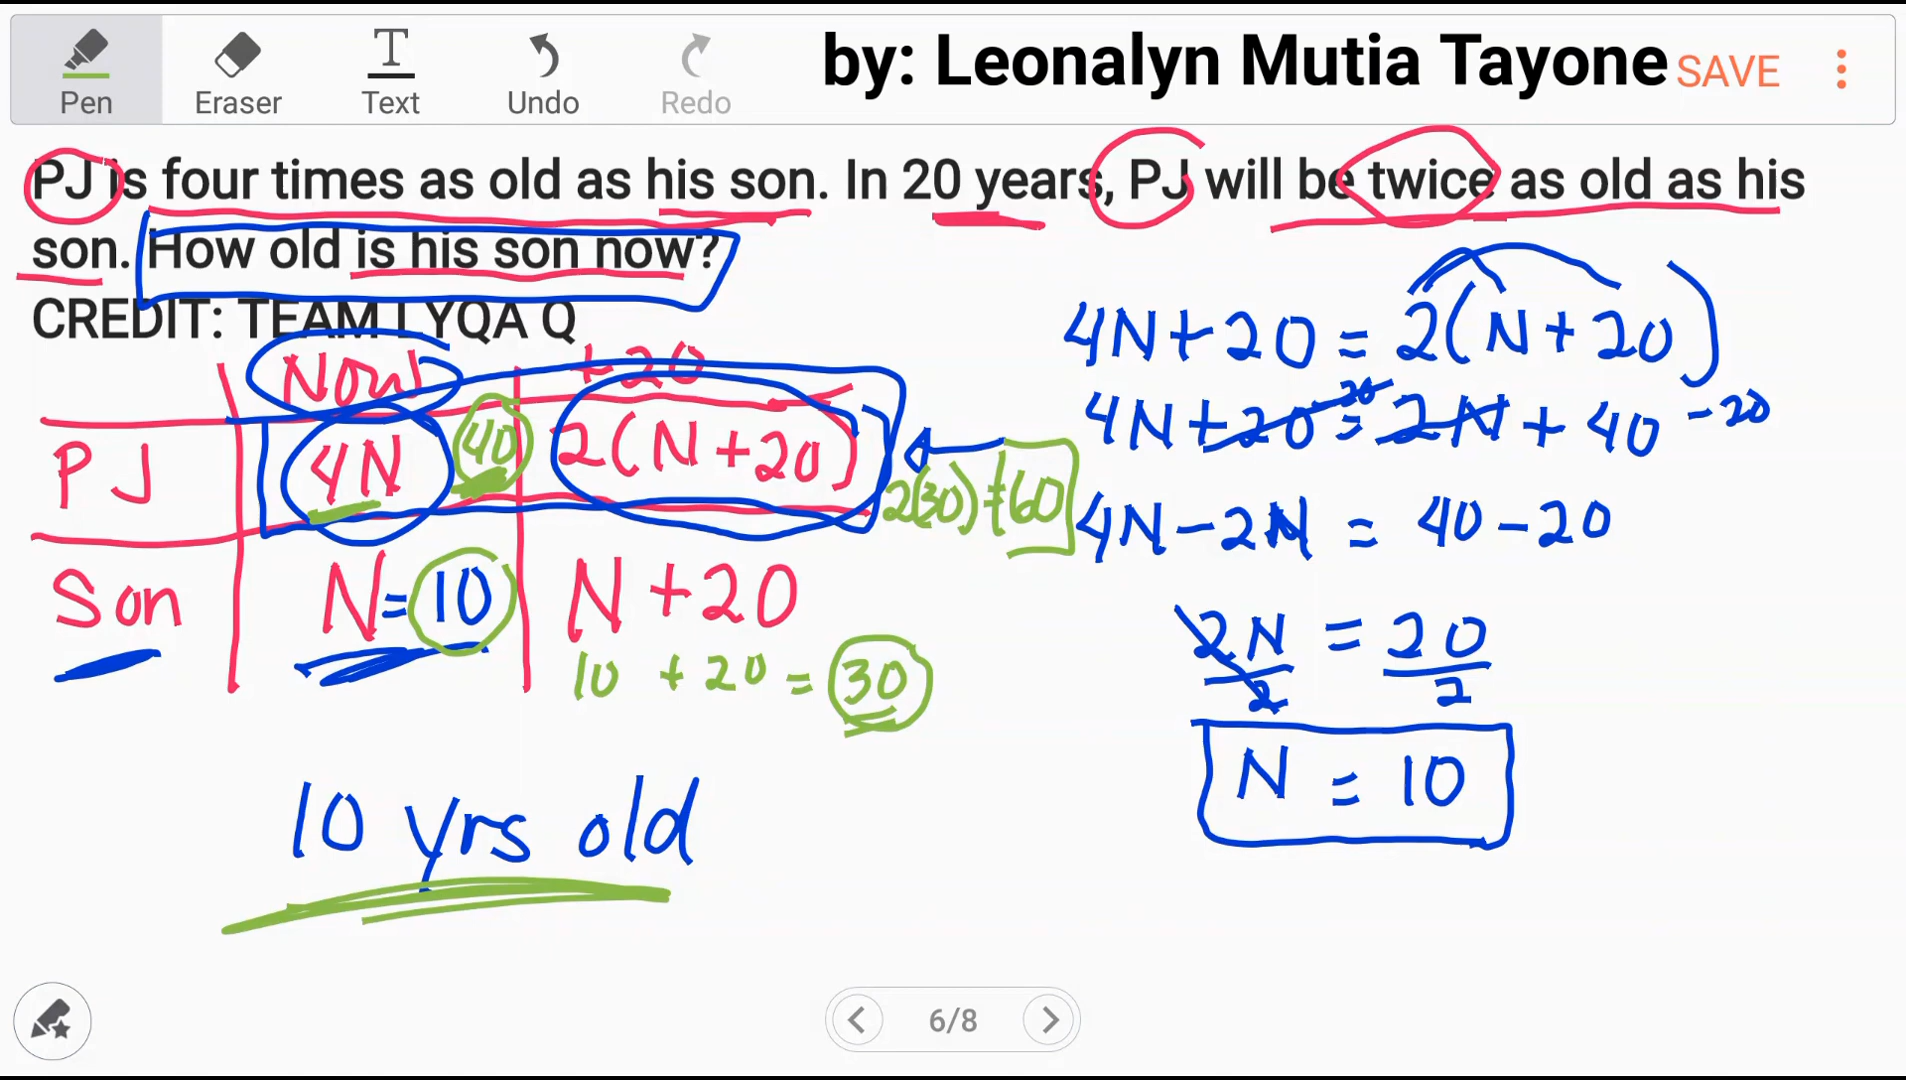 Pen Eraser Text Undo Redo by: Leonalyn Mutia Tayone SAVE
PJ is four times as old as his son. In 20 years, PJ will be twice as old as his
son. How old is his son now?
CREDIT: TEAM LYQA Q
Now +20
PJ 4N 40 2(N+20)
2(30) = 60
Son N=10 N+20
10 + 20 = 30
10 yrs old
4N+20 = 2(N+20)
4N+20 = 2N + 40 -20
4N-2N = 40-20
2N = 20
2 2
N = 10
6/8